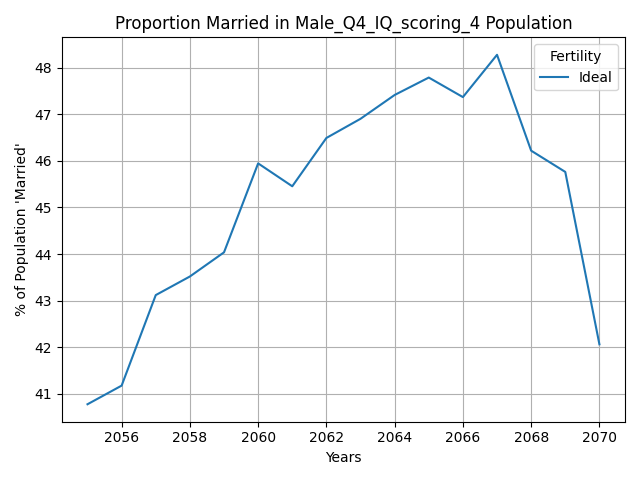 Proportion Married in Male_Q4_IQ_scoring_4 Population
Fertility
Ideal
48
47
46
45
44
43
42
41
% of Population 'Married'
2056 2058 2060 2062 2064 2066 2068 2070
Years